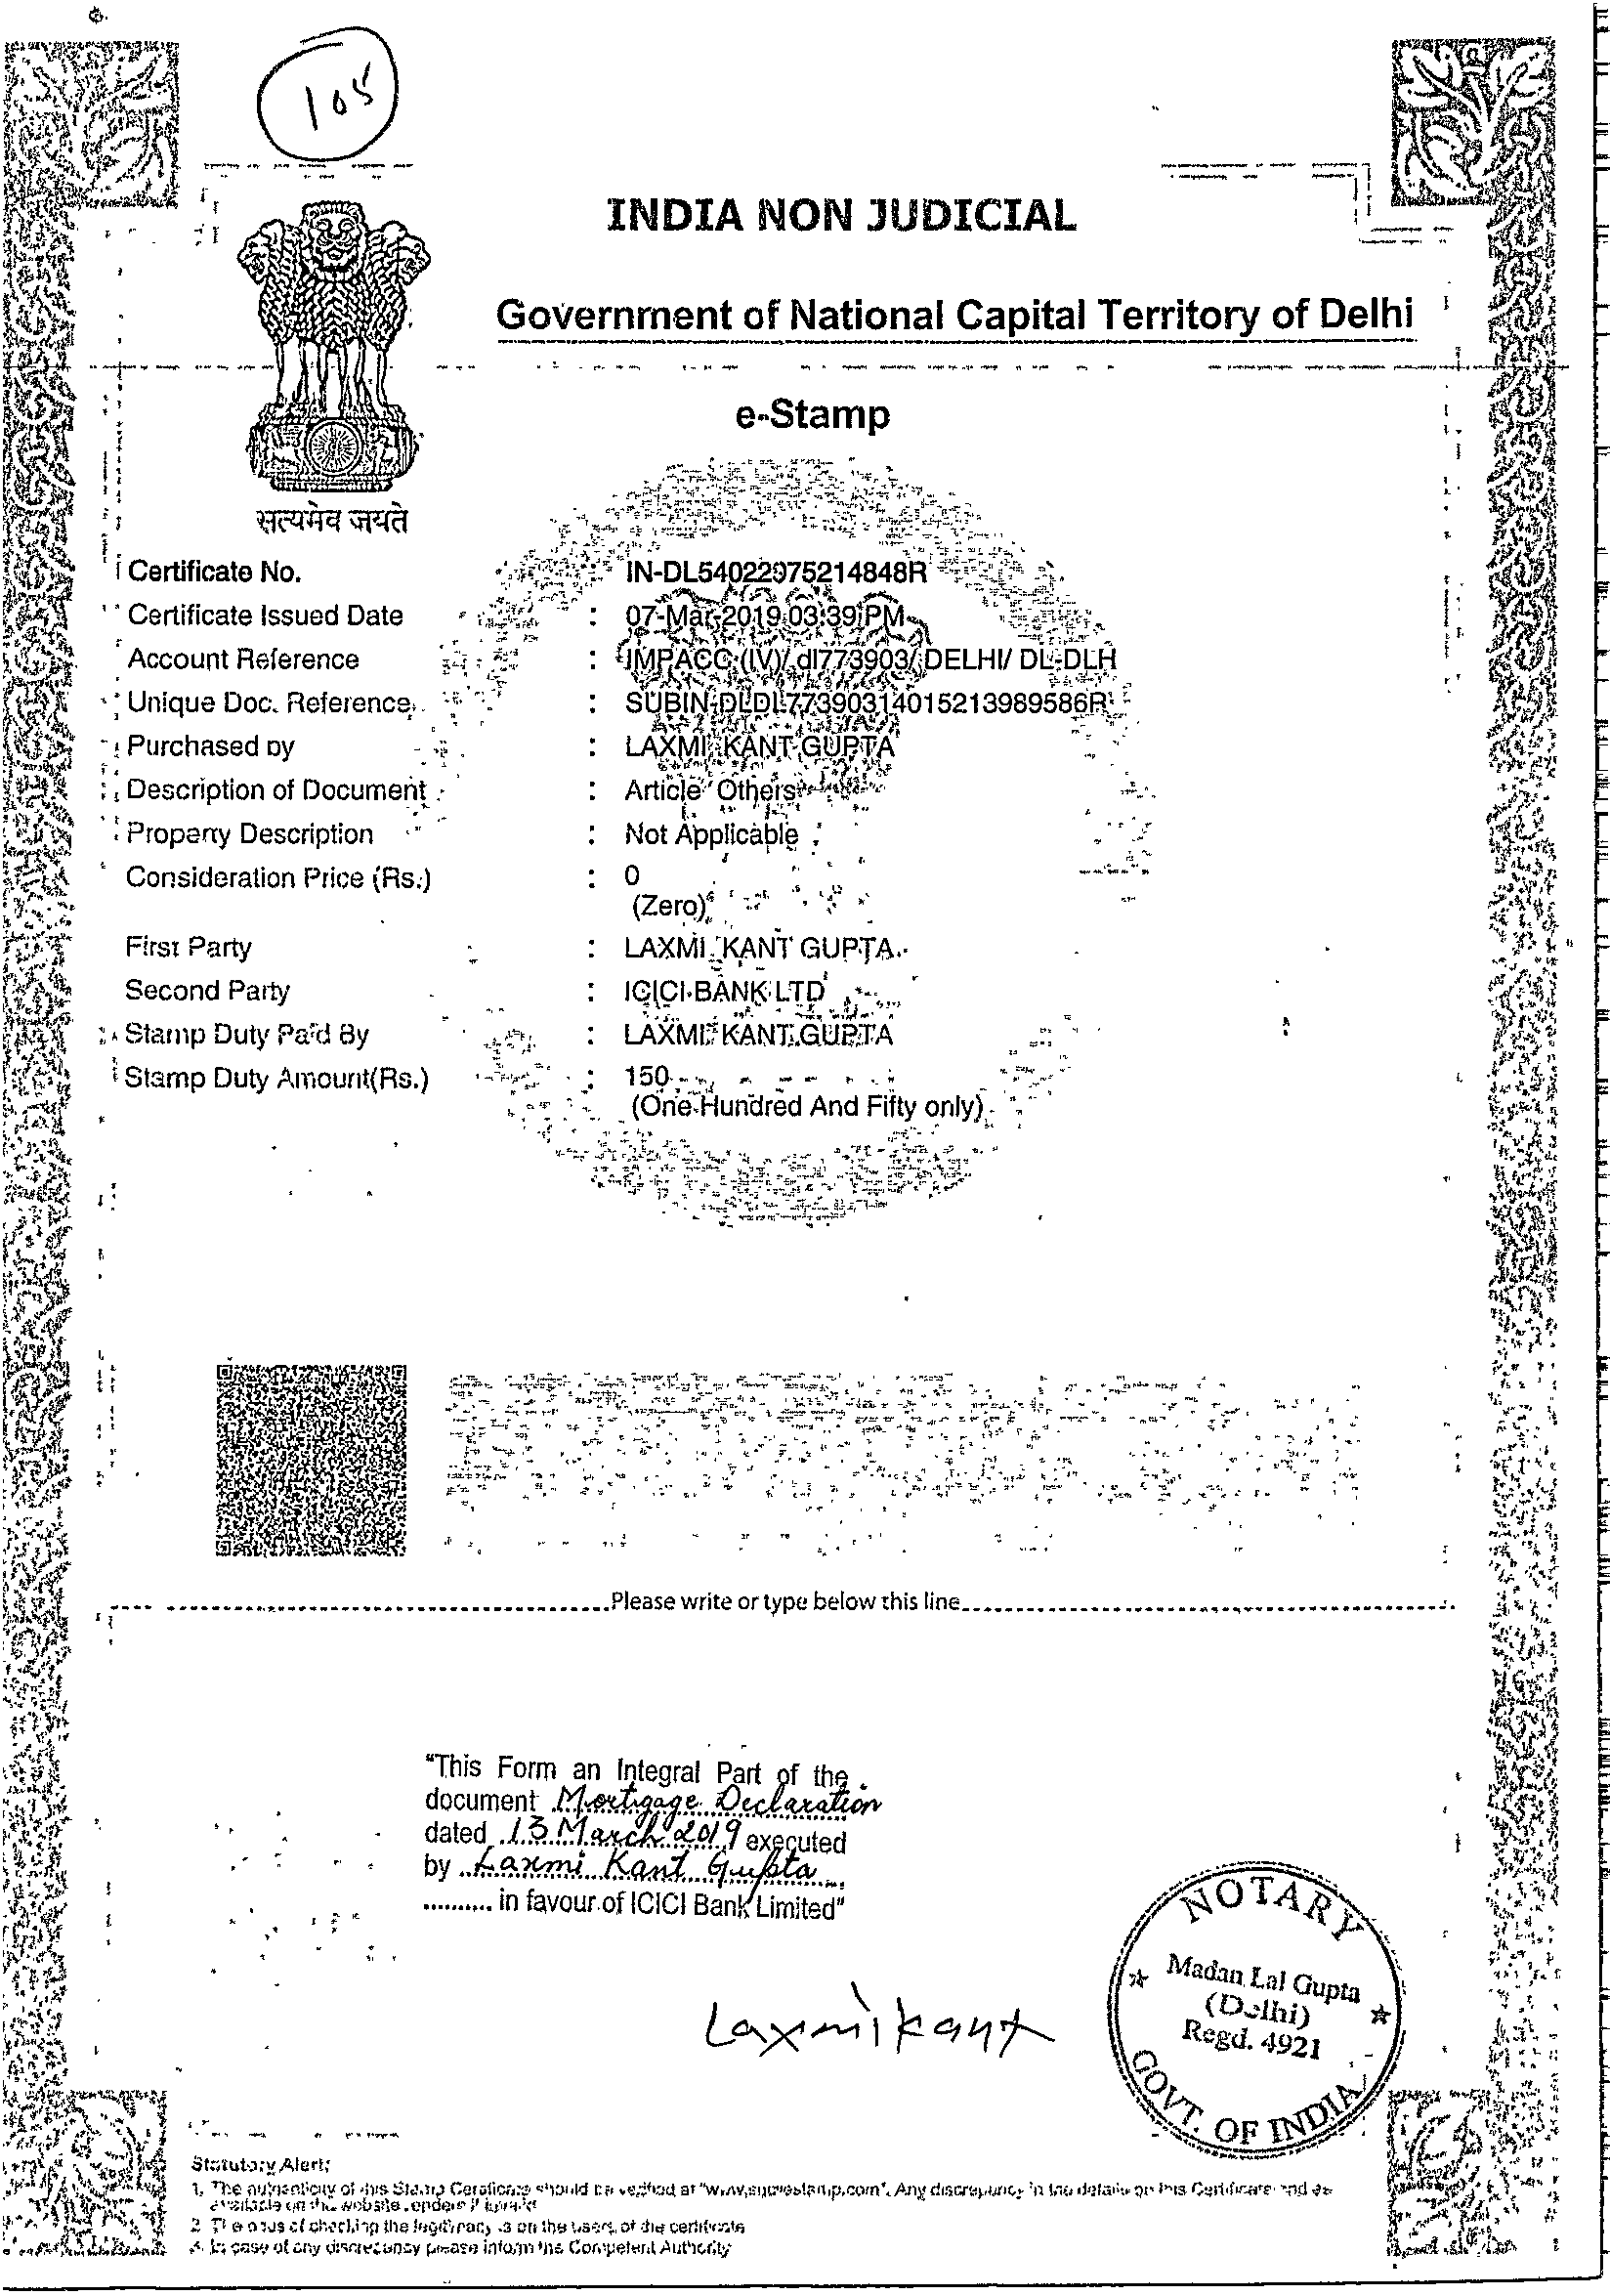 105
INDIA NON JUDICIAL
Government of National Capital Territory of Delhi
e-Stamp
सत्यमेव जयते
Certificate No. IN-DL54022975214848R
Certificate Issued Date : 07-Mar-2019 03:39 PM
Account Reference : IMPACC (IV)/ dl773903/ DELHI/ DL-DLH
Unique Doc. Reference : SUBIN-DLDL77390314015213989586R
Purchased by : LAXMI KANT GUPTA
Description of Document : Article Others
Property Description : Not Applicable
Consideration Price (Rs.) : 0
(Zero)
First Party : LAXMI KANT GUPTA
Second Party : ICICI BANK LTD
Stamp Duty Paid By : LAXMI KANT GUPTA
Stamp Duty Amount(Rs.) : 150
(One Hundred And Fifty only)
Please write or type below this line
"This Form an Integral Part of the
document Mortgage Declaration
dated 13 March 2019 executed
by Laxmi Kant Gupta
.......... in favour of ICICI Bank Limited"
Laxmikant
NOTARY
Madan Lal Gupta
(Delhi)
Regd. 4921
GOVT. OF INDIA
Statutory Alert:
1. The authenticity of this Stamp Certificate should be verified at "www.shcilestamp.com". Any discrepancy in the details on this Certificate and as
available on the website renders it invalid.
2. The onus of checking the legitimacy is on the users of the certificate
3. In case of any discrepancy please inform the Competent Authority